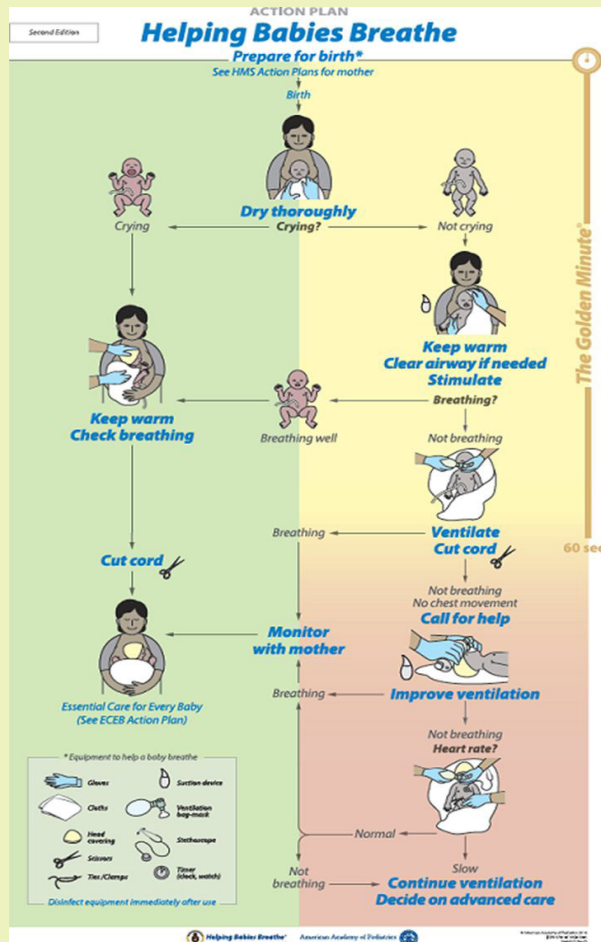 ACTION PLAN
Second Edition
Helping Babies Breathe
Prepare for birth*
See HMS Action Plans for mother
Birth
Dry thoroughly
Crying
Crying?
Not crying
The Golden Minute®
Keep warm
Clear airway if needed
Stimulate
Keep warm
Check breathing
Breathing well
Breathing?
Not breathing
Breathing
Ventilate
Cut cord
60 sec
Cut cord
Not breathing
No chest movement
Call for help
Monitor
with mother
Essential Care for Every Baby
(See ECEB Action Plan)
Breathing
Improve ventilation
Not breathing
Heart rate?
* Equipment to help a baby breathe
Gloves
Suction device
Cloths
Ventilation
bag-mask
Head
covering
Stethoscope
Scissors
Ties/Clamps
Timer
(clock, watch)
Disinfect equipment immediately after use
Normal
Not
breathing
Slow
Continue ventilation
Decide on advanced care
Helping Babies Breathe®
American Academy of Pediatrics